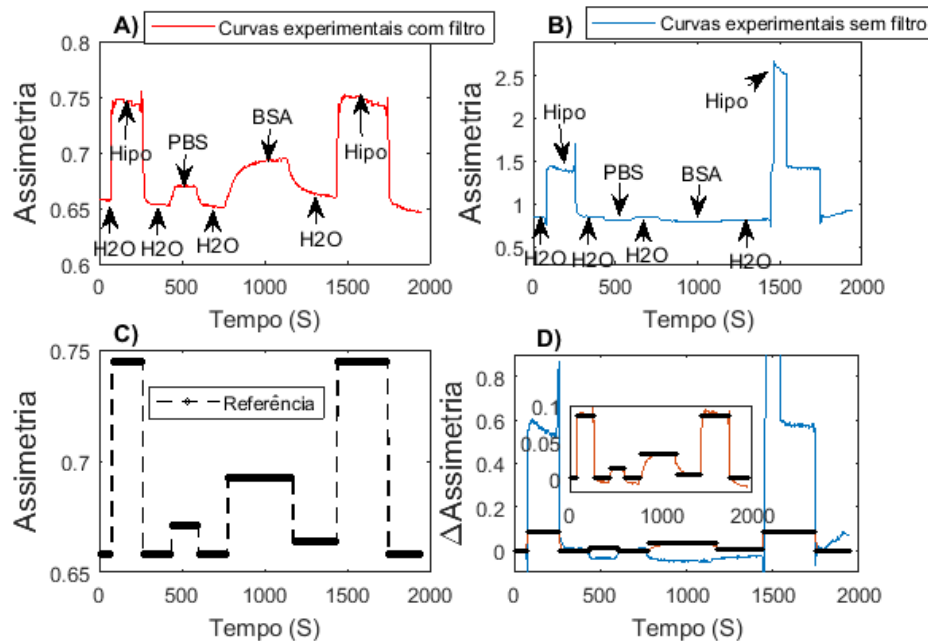 A)
Curvas experimentais com filtro
Assimetria
0.8
0.75
0.7
0.65
0.6
Hipo
PBS
BSA
Hipo
H2O
H2O
H2O
H2O
0
500
1000
1500
2000
Tempo (S)
B)
Curvas experimentais sem filtro
Assimetria
2.5
2
1.5
1
0.5
Hipo
PBS
BSA
Hipo
H2O
H2O
H2O
H2O
0
500
1000
1500
2000
Tempo (S)
C)
Referência
Assimetria
0.75
0.7
0.65
0
500
1000
1500
2000
Tempo (S)
D)
ΔAssimetria
0.8
0.6
0.4
0.2
0
0.1
0.05
0
0
1000
2000
0
500
1000
1500
2000
Tempo (S)